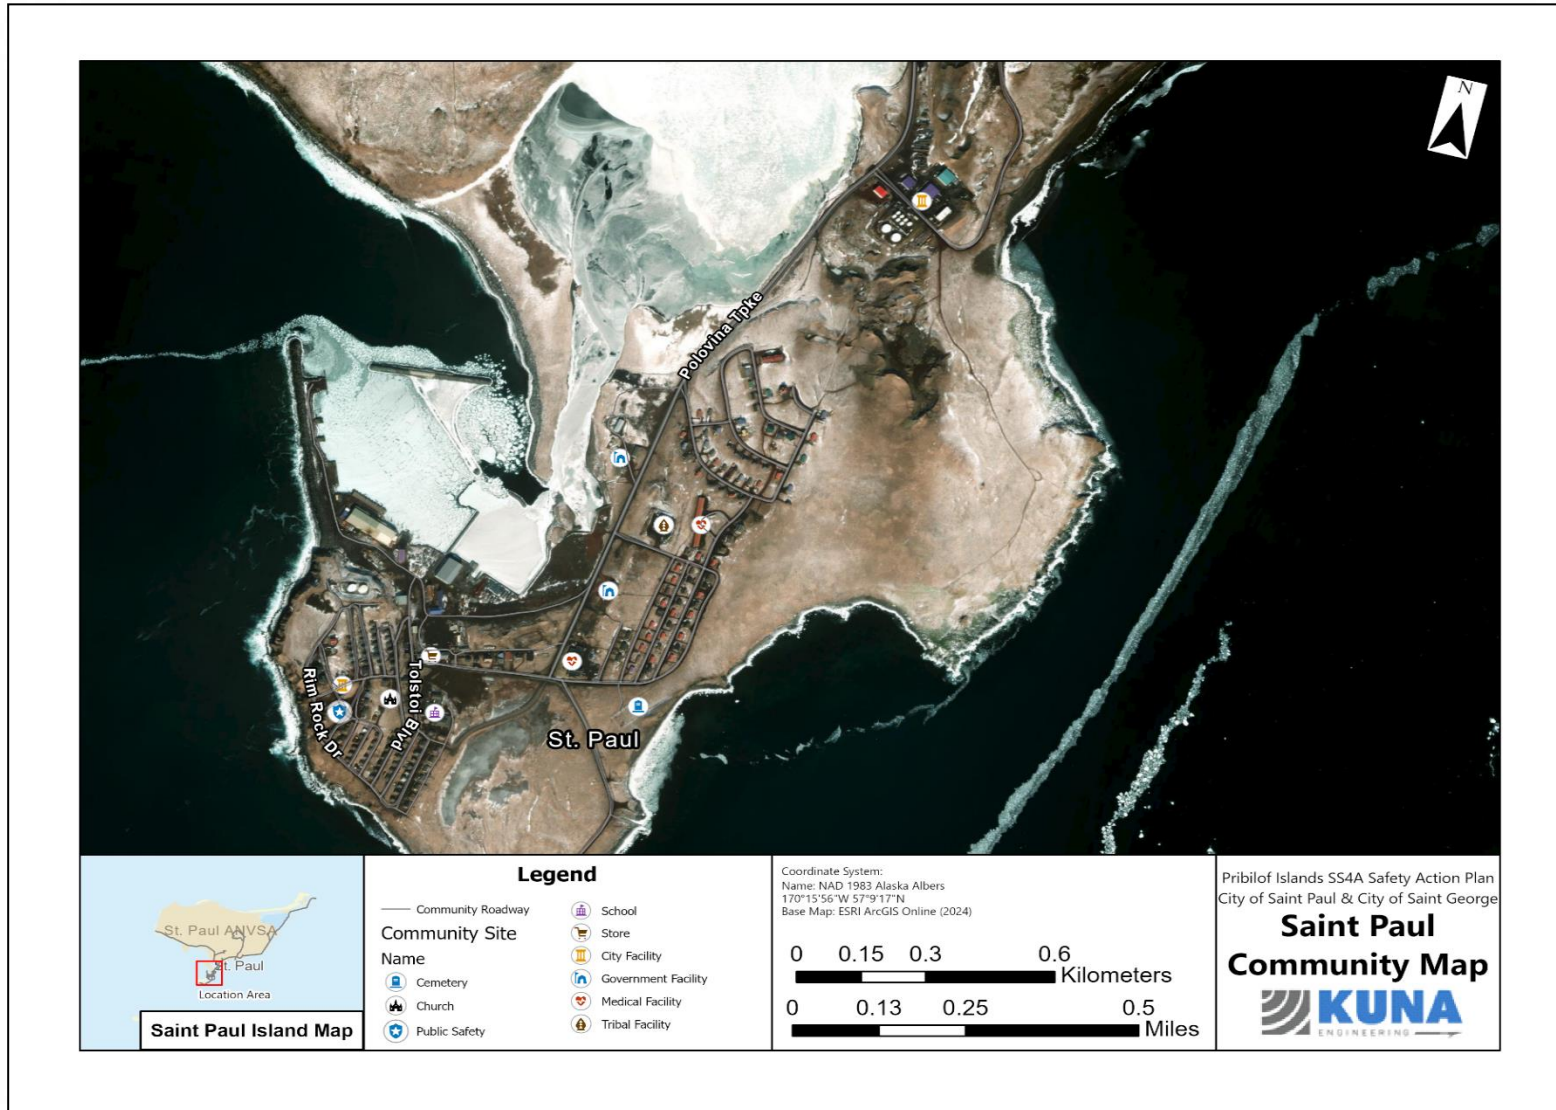 N
Polovina Tpke
Rim Rock Dr
Tolstoi Blvd
St. Paul
St. Paul ANVSA
St. Paul
Location Area
Saint Paul Island Map
Legend
Community Roadway
Community Site
Name
Cemetery
Church
Public Safety
School
Store
City Facility
Government Facility
Medical Facility
Tribal Facility
Coordinate System:
Name: NAD 1983 Alaska Albers
170°15'56"W 57°9'17"N
Base Map: ESRI ArcGIS Online (2024)
0 0.15 0.3 0.6
Kilometers
0 0.13 0.25 0.5
Miles
Pribilof Islands SS4A Safety Action Plan
City of Saint Paul & City of Saint George
Saint Paul
Community Map
KUNA
ENGINEERING